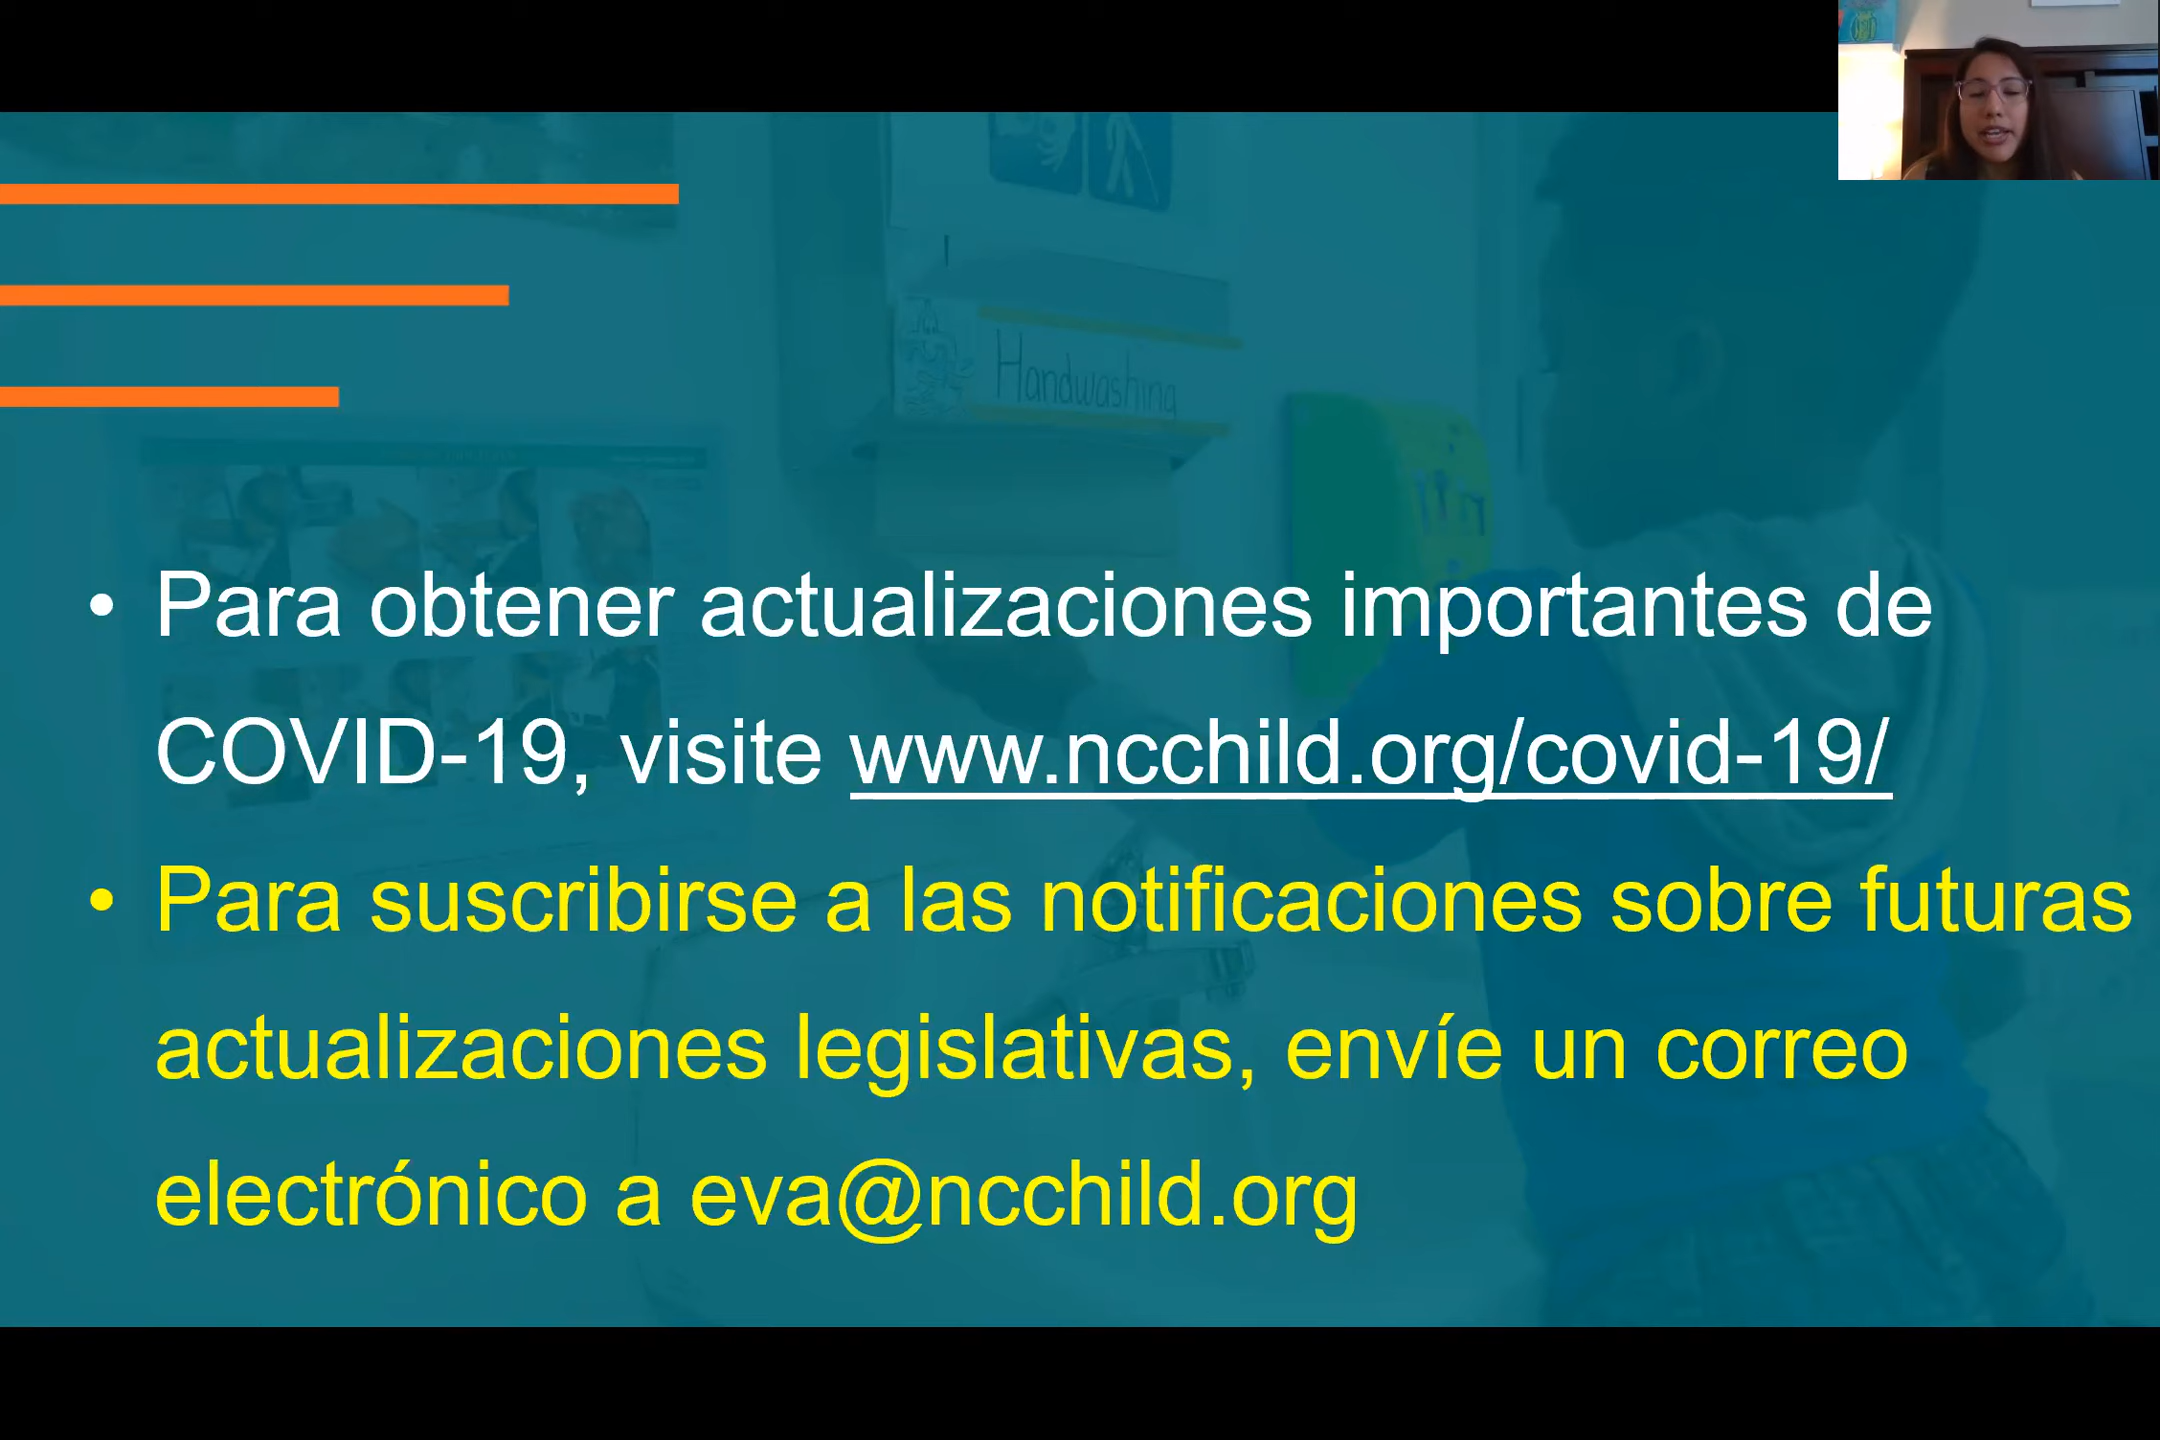 Handwashing
• Para obtener actualizaciones importantes de
COVID-19, visite www.ncchild.org/covid-19/
• Para suscribirse a las notificaciones sobre futuras
actualizaciones legislativas, envíe un correo
electrónico a eva@ncchild.org